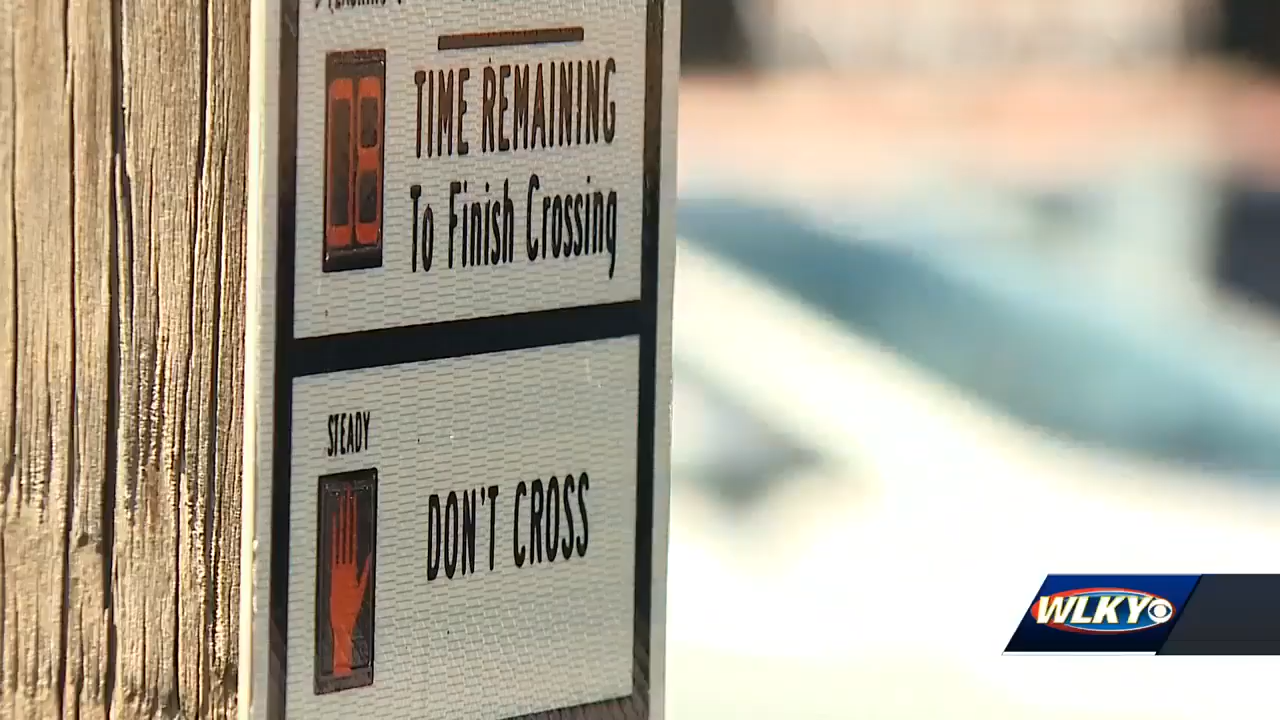 TIME REMAINING
To Finish Crossing
STEADY
DON'T CROSS
WLKY